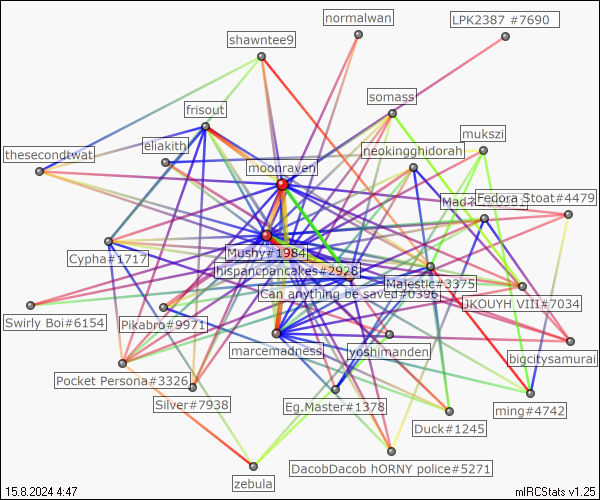 normalwan
LPK2387 #7690
shawntee9
somass
frisout
mukszi
eliakith
neokingghidorah
thesecondtwat
moonraven
Fedora Stoat#4479
Mushy#1984
Cypha#1717
hispancpancakes#2928
Majestic#3375
Can anything be saved#0396
JKOUYH VIII#7034
Swirly Boi#6154
Pikabro#9971
marcemadness
yoshimanden
bigcitysamurai
Pocket Persona#3326
Silver#7938
Eg.Master#1378
ming#4742
Duck#1245
DacobDacob hORNY police#5271
zebula
15.8.2024 4:47
mIRCStats v1.25